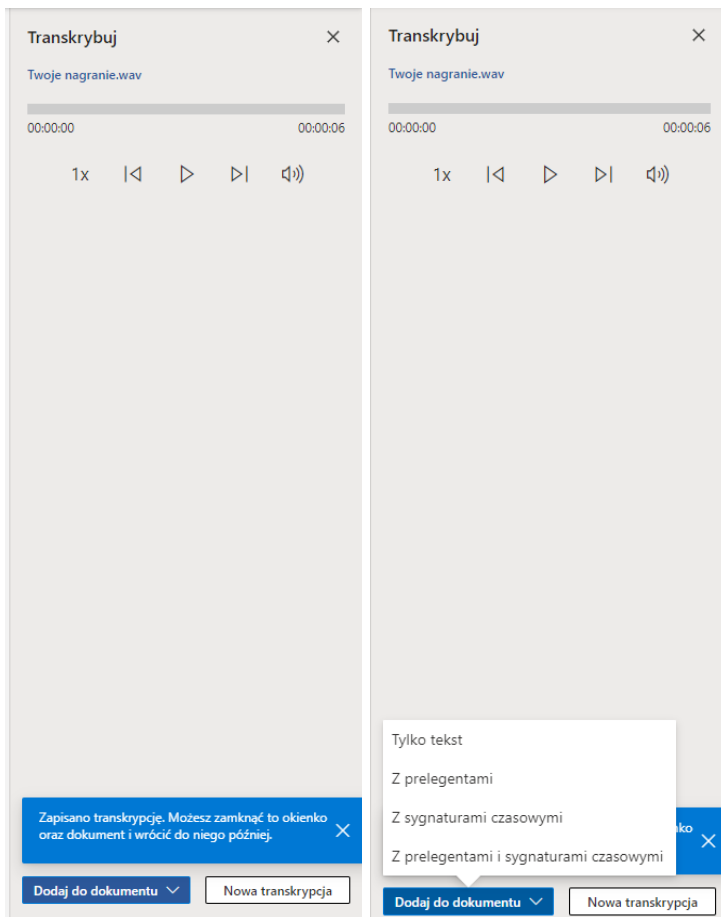 Transkrybuj
Twoje nagranie.wav
00:00:00 00:00:06
1x
Zapisano transkrypcję. Możesz zamknąć to okienko
oraz dokument i wrócić do niego później.
Dodaj do dokumentu
Nowa transkrypcja
Transkrybuj
Twoje nagranie.wav
00:00:00 00:00:06
1x
Tylko tekst
Z prelegentami
Z sygnaturami czasowymi
Z prelegentami i sygnaturami czasowymi
Dodaj do dokumentu
Nowa transkrypcja